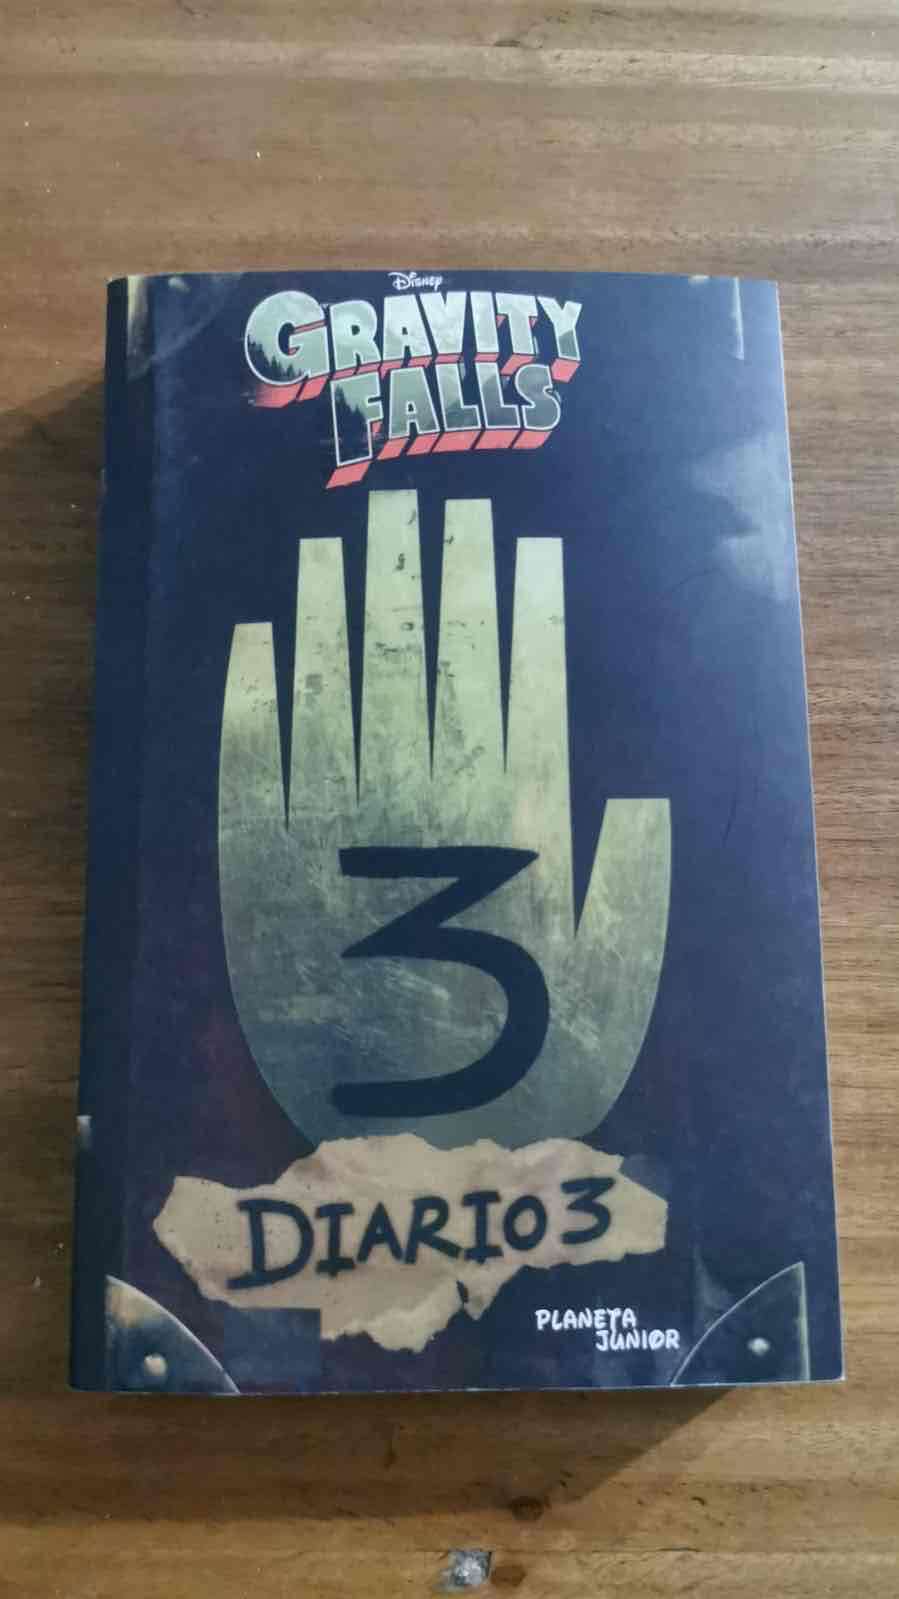 Disney
GRAVITY
FALLS
3
DIARIO 3
PLANETA
JUNIOR